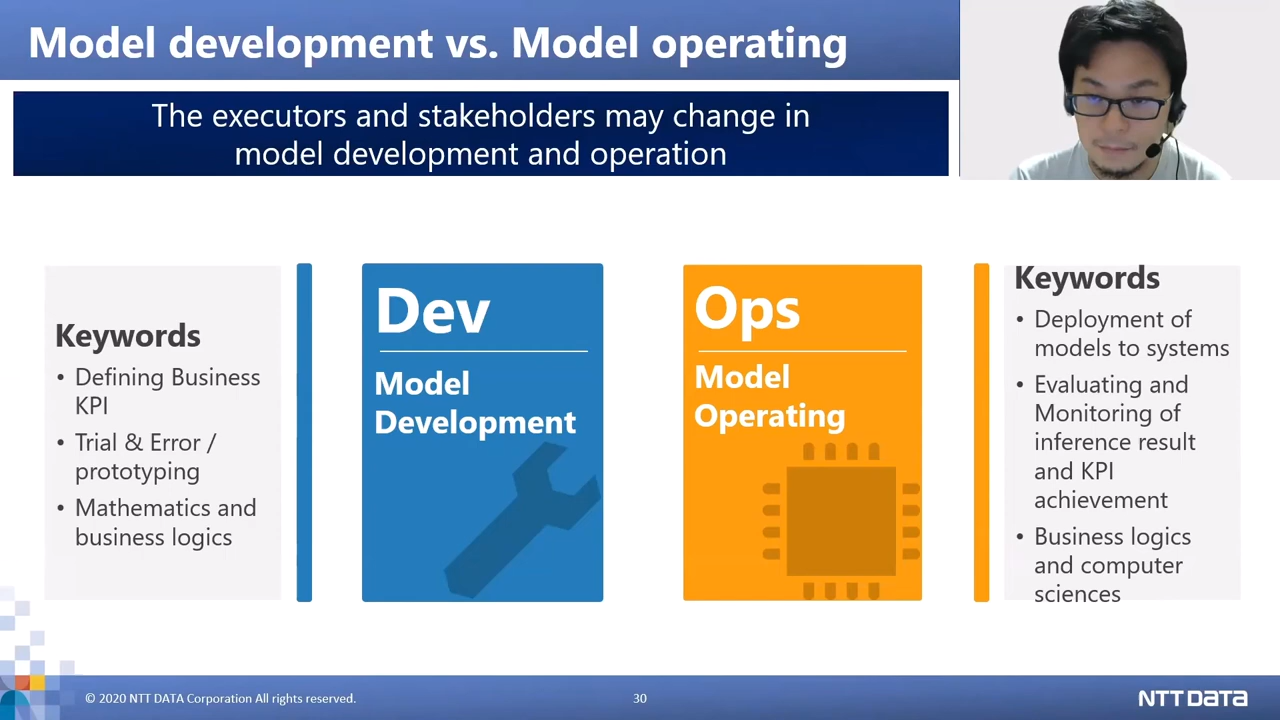 Model development vs. Model operating
The executors and stakeholders may change in
model development and operation
Keywords
• Defining Business
KPI
• Trial & Error /
prototyping
• Mathematics and
business logics
Dev
Model
Development
Ops
Model
Operating
Keywords
• Deployment of
models to systems
• Evaluating and
Monitoring of
inference result
and KPI
achievement
• Business logics
and computer
sciences
© 2020 NTT DATA Corporation All rights reserved.
30
NTT DATA